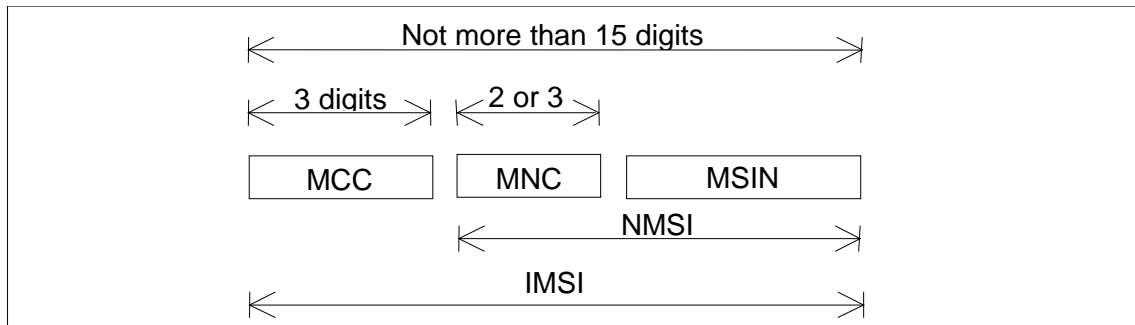 Not more than 15 digits
3 digits 2 or 3
MCC MNC MSIN
NMSI
IMSI